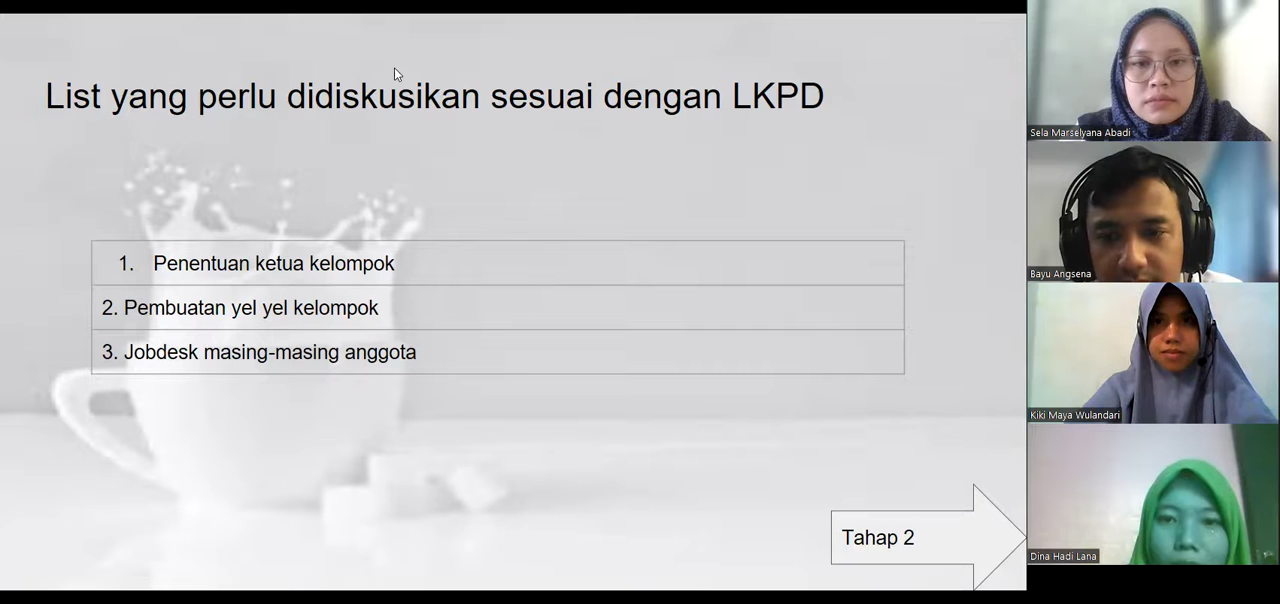 List yang perlu didiskusikan sesuai dengan LKPD
1. Penentuan ketua kelompok
2. Pembuatan yel yel kelompok
3. Jobdesk masing-masing anggota
Tahap 2
Sela Marselyana Abadi
Bayu Angsena
Kiki Maya Wulandari
Dina Hadi Lana